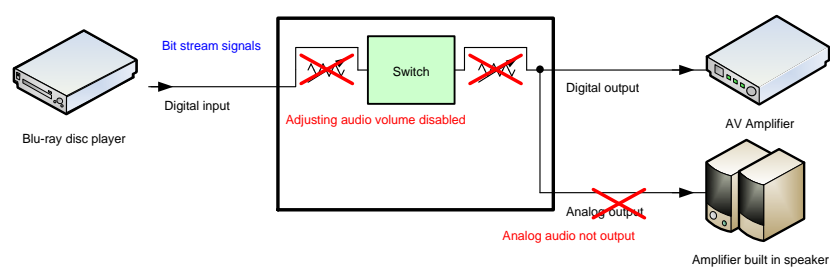 Bit stream signals
Switch
Digital input
Digital output
Adjusting audio volume disabled
Blu-ray disc player
AV Amplifier
Analog output
Analog audio not output
Amplifier built in speaker